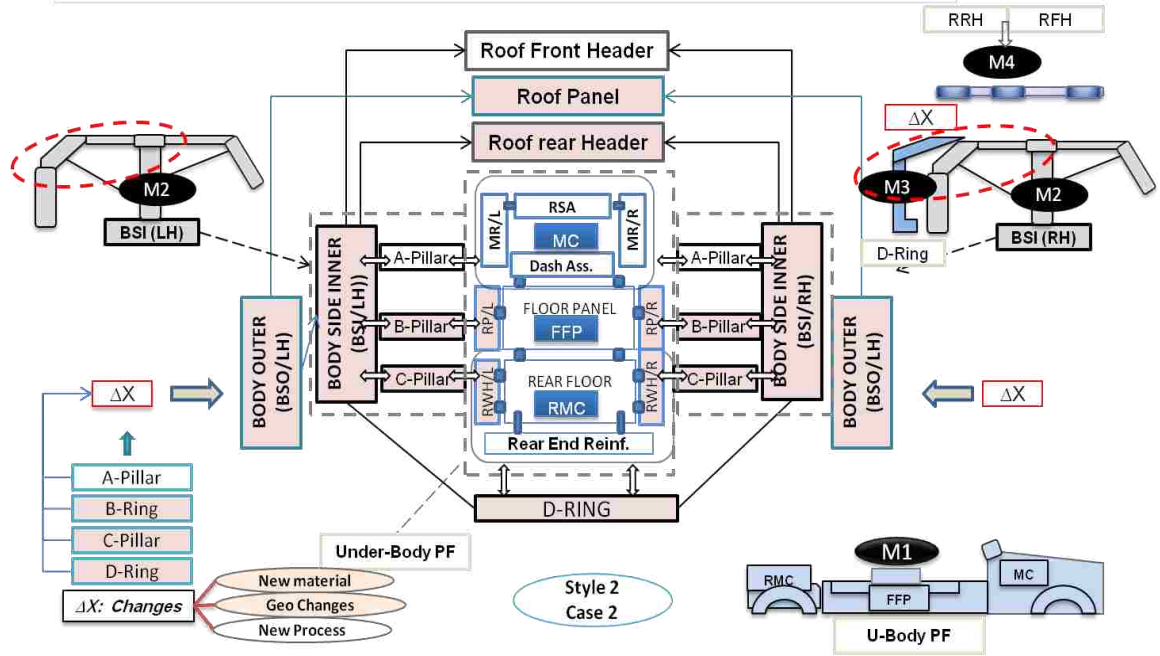 RRH
RFH
M4
Roof Front Header
Roof Panel
Roof rear Header
ΔX
M2
M3
M2
BSI (LH)
BSI (RH)
D-Ring
MR/L
RSA
MR/R
MC
Dash Ass.
BODY SIDE INNER
(BSI/LH))
A-Pillar
A-Pillar
BODY SIDE INNER
(BSI/RH)
BODY OUTER
(BSO/LH)
B-Pillar
RP/L
FLOOR PANEL
FFP
RP/R
B-Pillar
BODY OUTER
(BSO/LH)
C-Pillar
RWH/L
REAR FLOOR
RMC
RWH/R
C-Pillar
Rear End Reinf.
ΔX
ΔX
A-Pillar
B-Ring
C-Pillar
D-Ring
D-RING
Under-Body PF
ΔX: Changes
New material
Geo Changes
New Process
Style 2
Case 2
M1
RMC
FFP
MC
U-Body PF